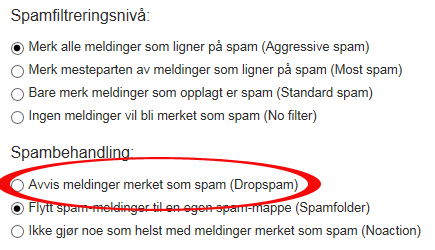 Spamfiltreringsnivå:
Merk alle meldinger som ligner på spam (Aggressive spam)
Merk mesteparten av meldinger som ligner på spam (Most spam)
Bare merk meldinger som opplagt er spam (Standard spam)
Ingen meldinger vil bli merket som spam (No filter)
Spambehandling:
Avvis meldinger merket som spam (Dropspam)
Flytt spam-meldinger til en egen spam-mappe (Spamfolder)
Ikke gjør noe som helst med meldinger merket som spam (Noaction)